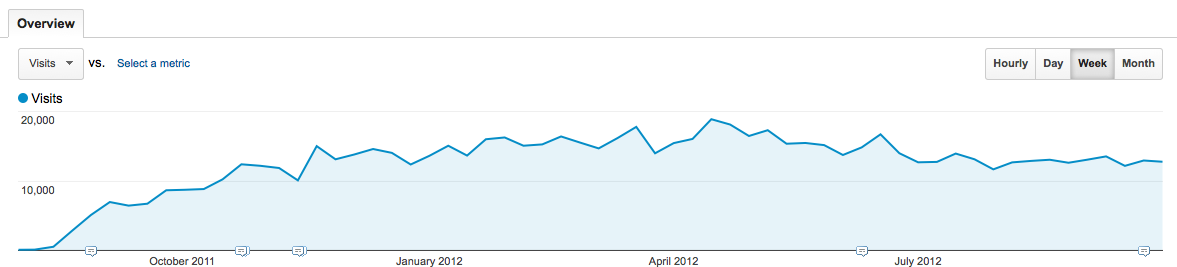 Overview
Visits vs. Select a metric Hourly Day Week Month
Visits
20,000
10,000
October 2011 January 2012 April 2012 July 2012